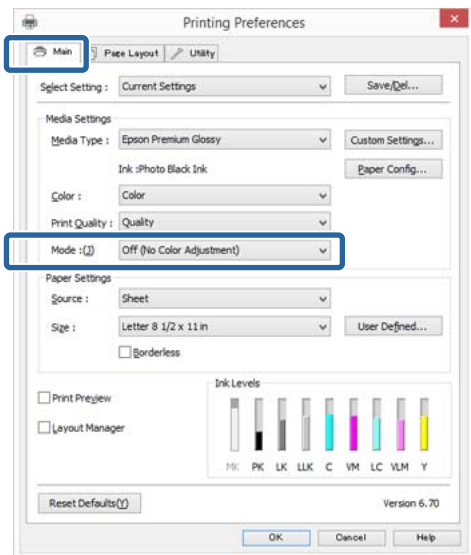 Printing Preferences
Main Page Layout Utility
Select Setting : Current Settings Save/Del...
Media Settings
Media Type : Epson Premium Glossy Custom Settings...
Ink :Photo Black Ink Paper Config...
Color : Color
Print Quality : Quality
Mode :(J) Off (No Color Adjustment)
Paper Settings
Source : Sheet
Size : Letter 8 1/2 x 11 in User Defined...
Borderless
Ink Levels
Print Preview
Layout Manager
MK PK LK LLK C VM LC VLM Y
Reset Defaults(Y) Version 6.70
OK Cancel Help